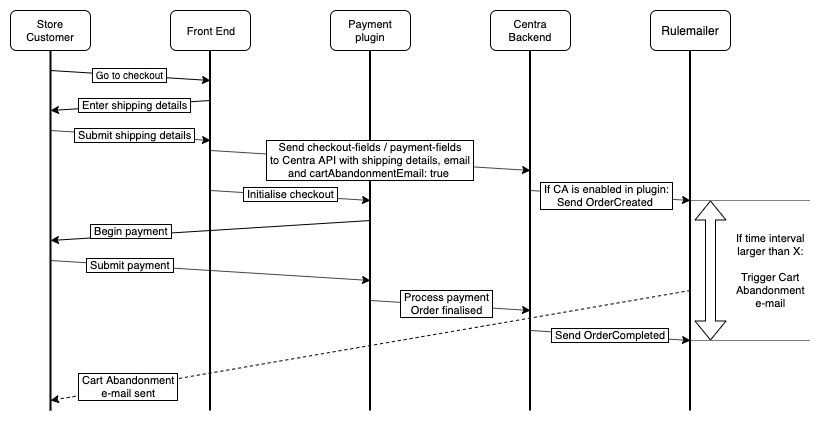 Store
Customer
Front End
Payment
plugin
Centra
Backend
Rulemailer
Go to checkout
Enter shipping details
Submit shipping details
Send checkout-fields / payment-fields
to Centra API with shipping details, email
and cartAbandonmentEmail: true
Initialise checkout
If CA is enabled in plugin:
Send OrderCreated
Begin payment
If time interval
larger than X:
Trigger Cart
Abandonment
e-mail
Submit payment
Process payment
Order finalised
Send OrderCompleted
Cart Abandonment
e-mail sent